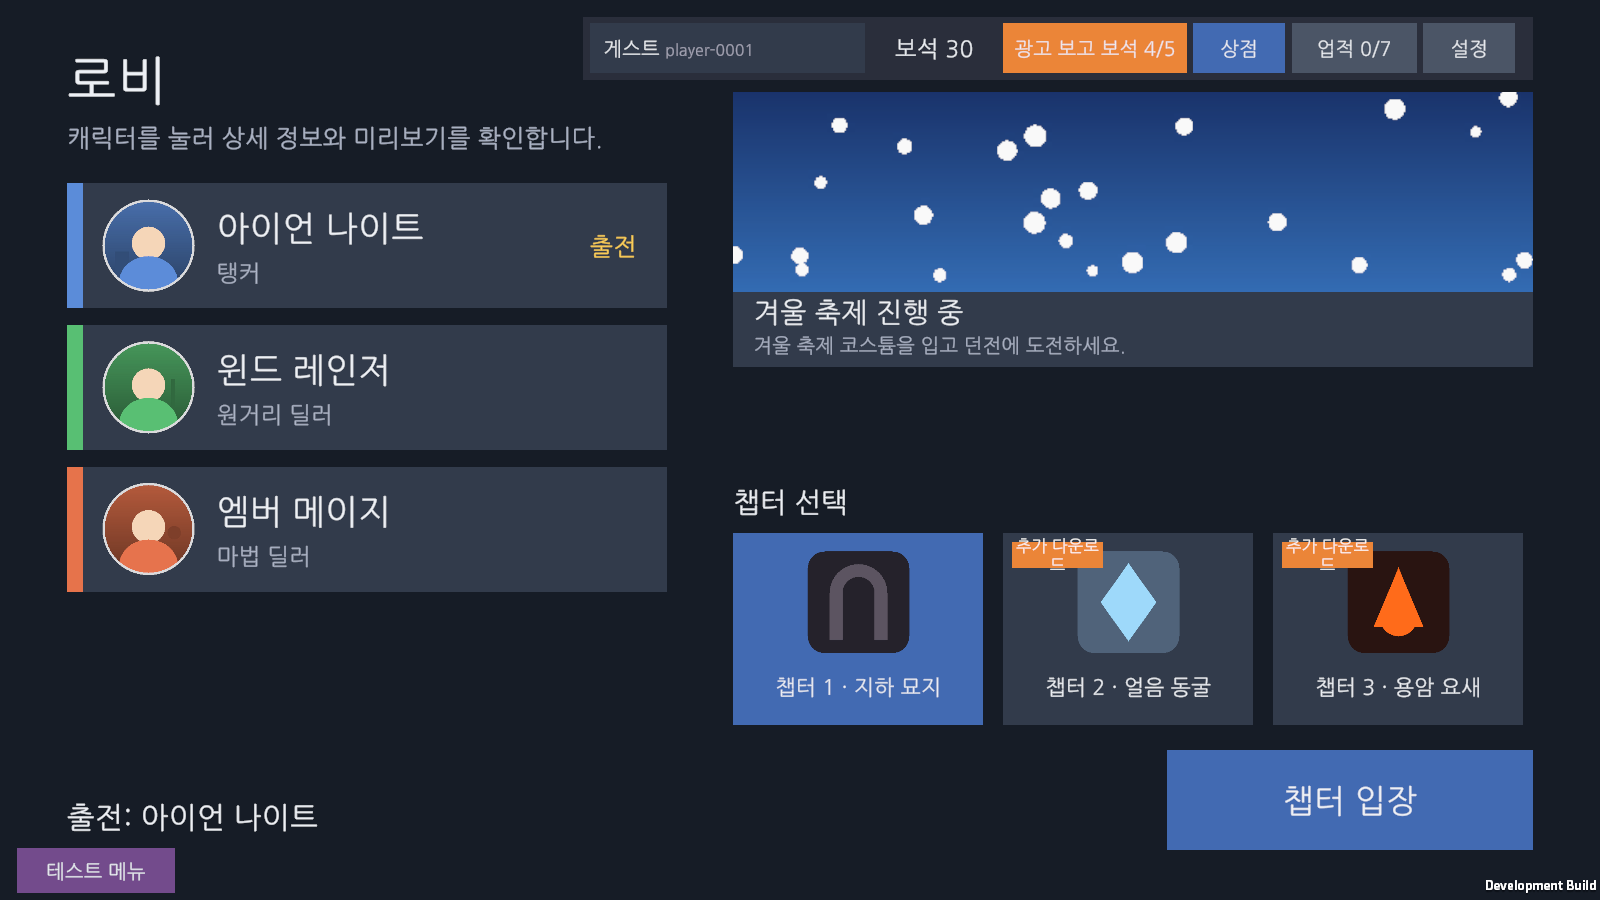 로비
캐릭터를 눌러 상세 정보와 미리보기를 확인합니다.
게스트 player-0001
보석 30
광고 보고 보석 4/5
상점
업적 0/7
설정
아이언 나이트
탱커
출전
윈드 레인저
원거리 딜러
엠버 메이지
마법 딜러
겨울 축제 진행 중
겨울 축제 코스튬을 입고 던전에 도전하세요.
챕터 선택
챕터 1 · 지하 묘지
추가 다운로
드
챕터 2 · 얼음 동굴
추가 다운로
드
챕터 3 · 용암 요새
챕터 입장
출전: 아이언 나이트
테스트 메뉴
Development Build